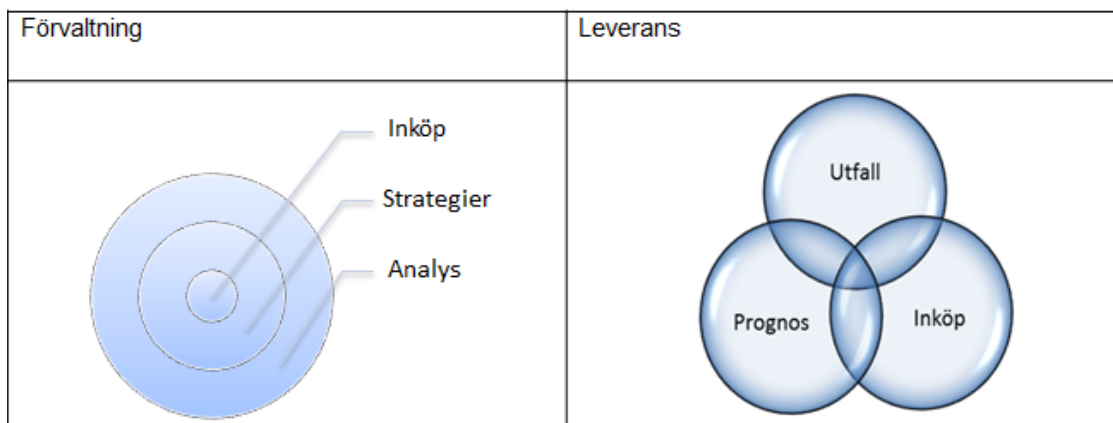 Förvaltning
Leverans
Inköp
Strategier
Analys
Utfall
Prognos
Inköp